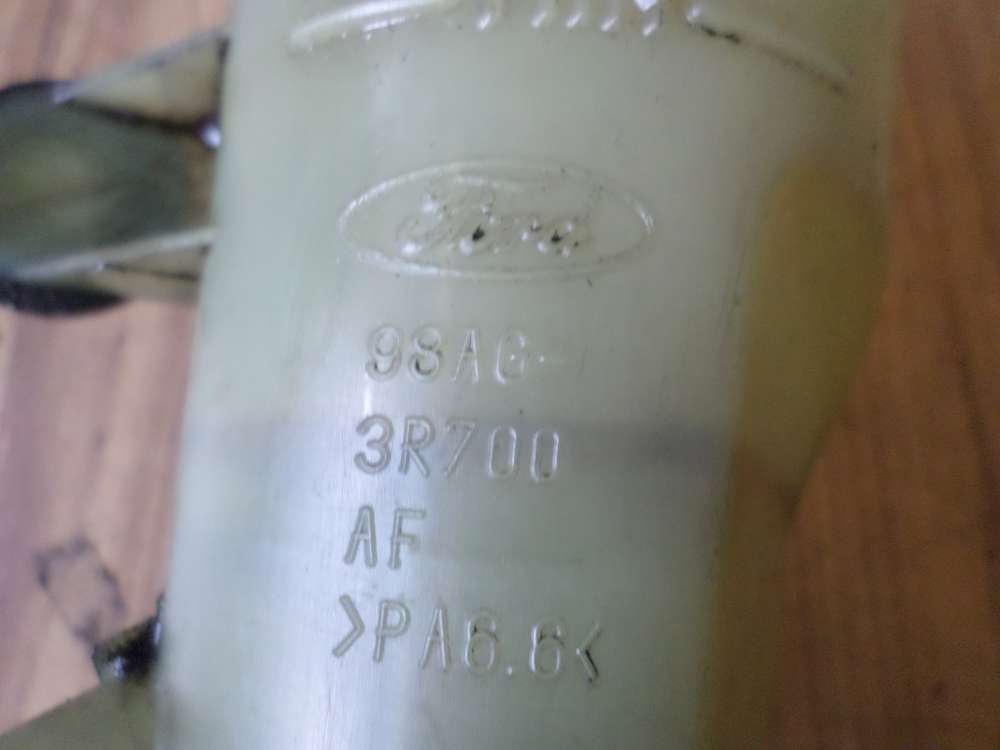 Ford
98AG-
3R700
AF
>PA6.6<